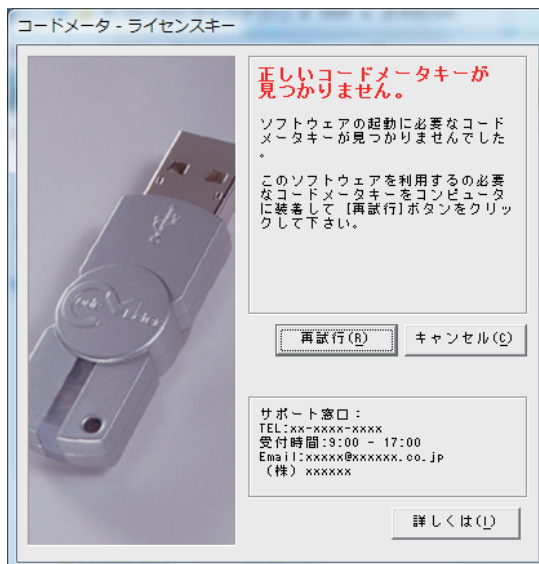 コードメータ - ライセンスキー
正しいコードメータキーが
見つかりません。
ソフトウェアの起動に必要なコード
メータキーが見つかりませんでした
。
このソフトウェアを利用するの必要
なコードメータキーをコンピュータ
に装着して [再試行]ボタンをクリッ
クして下さい。
再試行(R) キャンセル(C)
サポート窓口：
TEL:xx-xxxx-xxxx
受付時間:9:00 - 17:00
Email:xxxxx@xxxxxx.co.jp
（株） xxxxxx
詳しくは(I)
CodeMeter